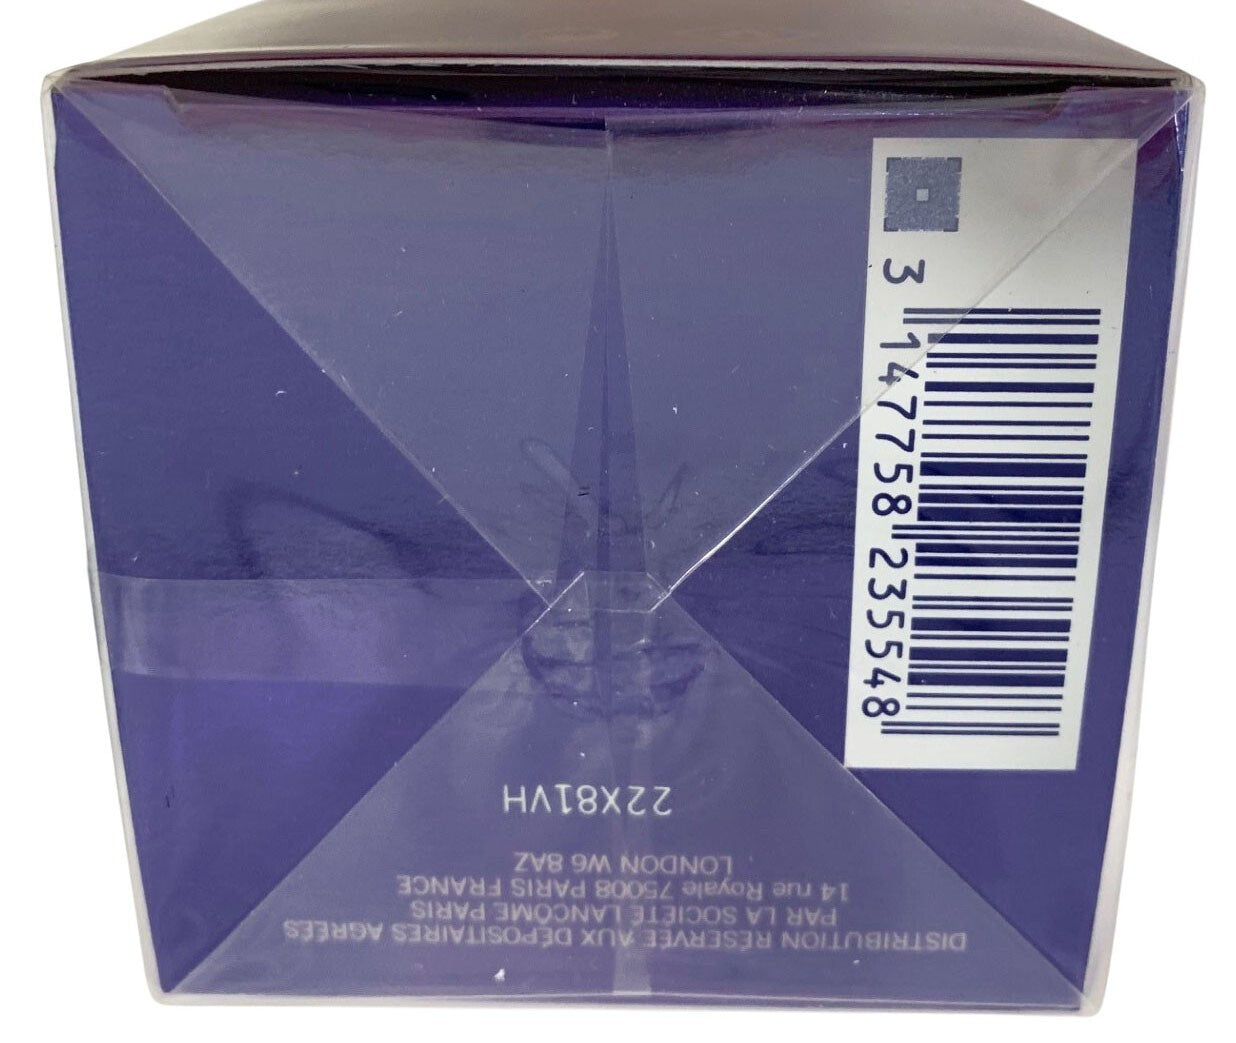 DISTRIBUTION RÉSERVÉE AUX DÉPOSITAIRES AGRÉÉS
PAR LA SOCIÉTÉ LANCÔME PARIS
14 rue Royale 75008 PARIS FRANCE
LONDON W6 8AZ
22X81VH
3 147758 235548